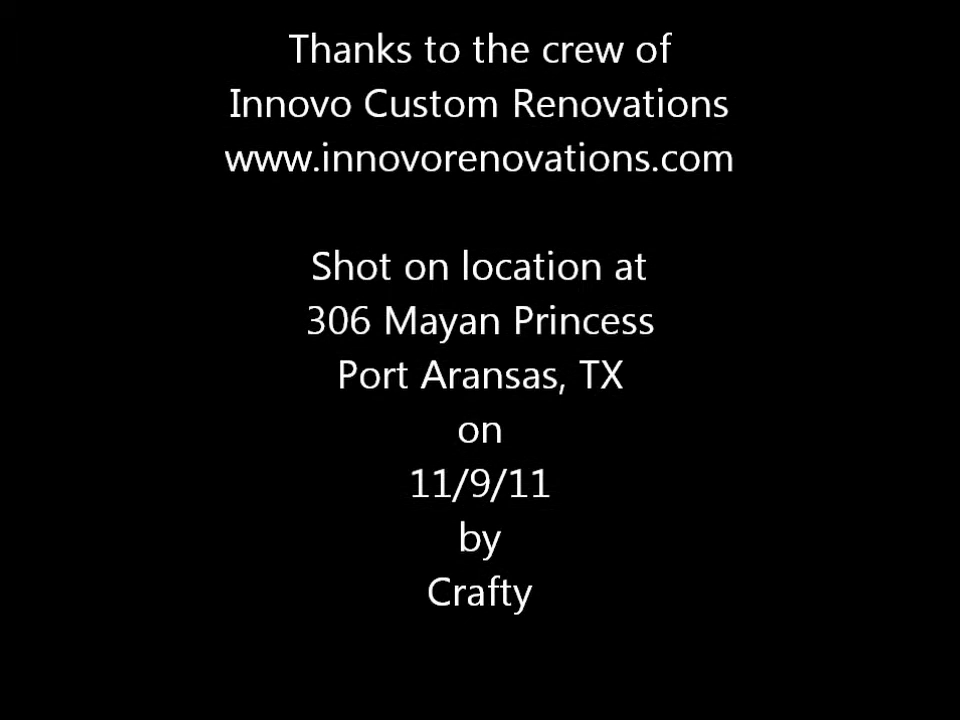 Thanks to the crew of
Innovo Custom Renovations
www.innovorenovations.com
Shot on location at
306 Mayan Princess
Port Aransas, TX
on
11/9/11
by
Crafty